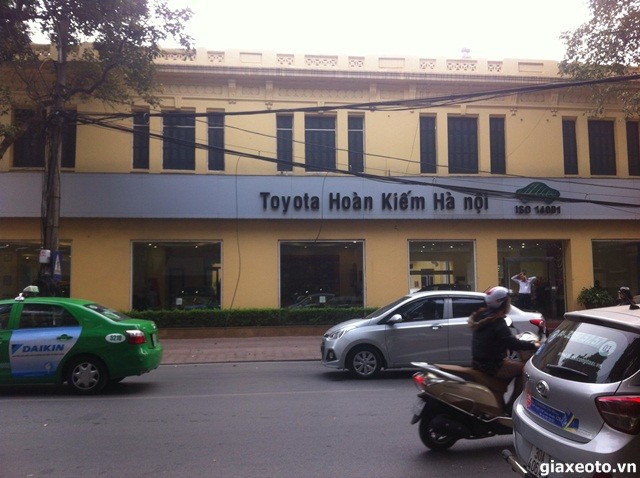 Toyota Hoàn Kiếm Hà nội
ISO 14001
DAIKIN
giaxeoto.vn